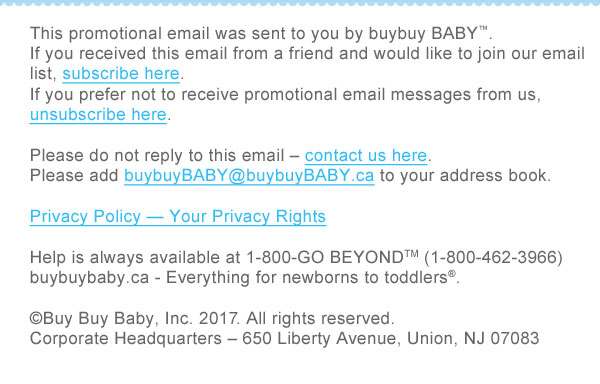 This promotional email was sent to you by buybuy BABY™.
If you received this email from a friend and would like to join our email
list, subscribe here.
If you prefer not to receive promotional email messages from us,
unsubscribe here.
Please do not reply to this email – contact us here.
Please add buybuyBABY@buybuyBABY.ca to your address book.
Privacy Policy — Your Privacy Rights
Help is always available at 1-800-GO BEYOND™ (1-800-462-3966)
buybuybaby.ca - Everything for newborns to toddlers®.
©Buy Buy Baby, Inc. 2017. All rights reserved.
Corporate Headquarters – 650 Liberty Avenue, Union, NJ 07083